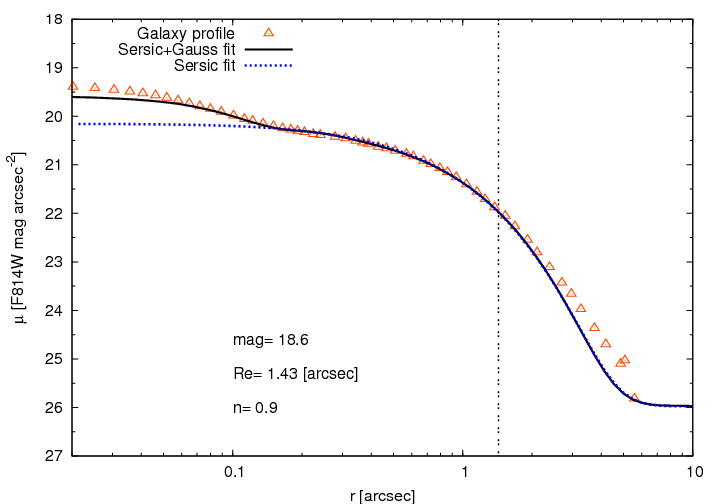 18
19
20
21
22
23
24
25
26
27
μ [F814W mag arcsec-2]
Galaxy profile
Sersic+Gauss fit
Sersic fit
mag= 18.6
Re= 1.43 [arcsec]
n= 0.9
0.1 1 10
r [arcsec]